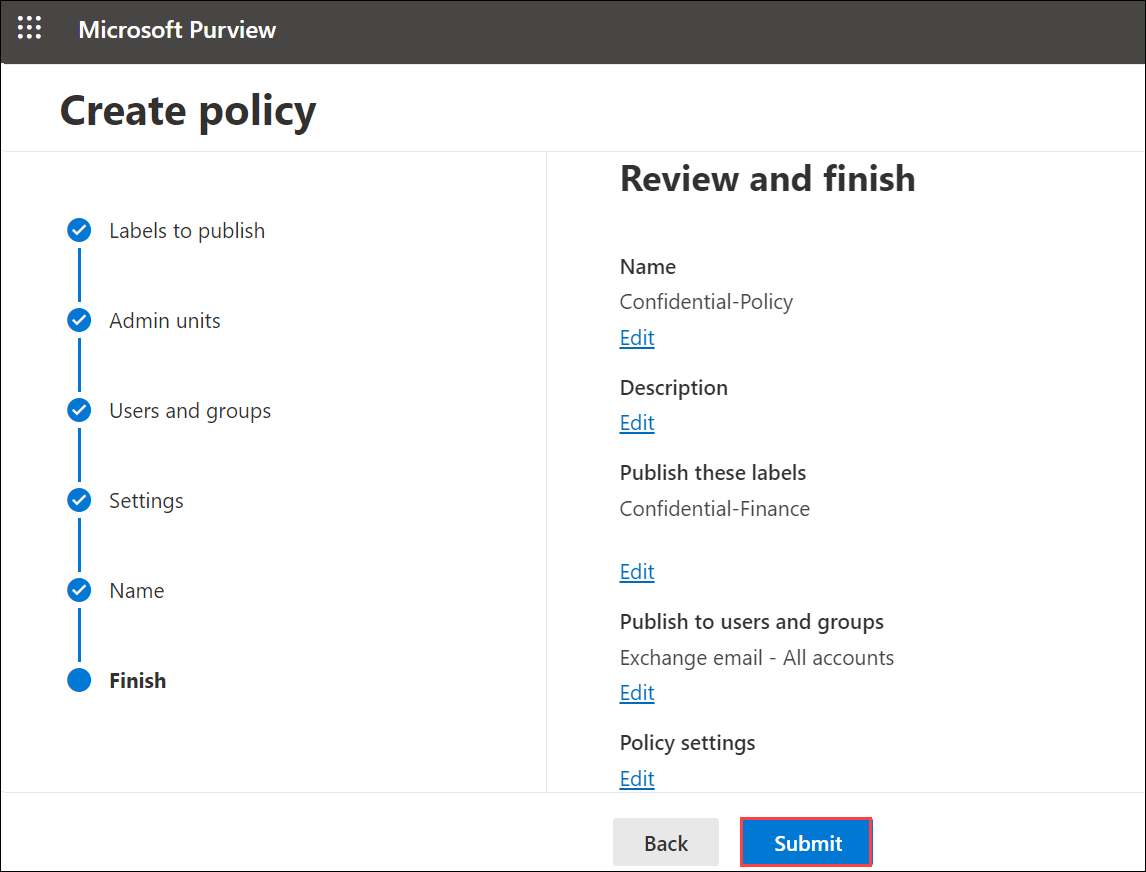 Microsoft Purview
Create policy
Labels to publish
Admin units
Users and groups
Settings
Name
Finish
Review and finish
Name
Confidential-Policy
Edit
Description
Edit
Publish these labels
Confidential-Finance
Edit
Publish to users and groups
Exchange email - All accounts
Edit
Policy settings
Edit
Back
Submit